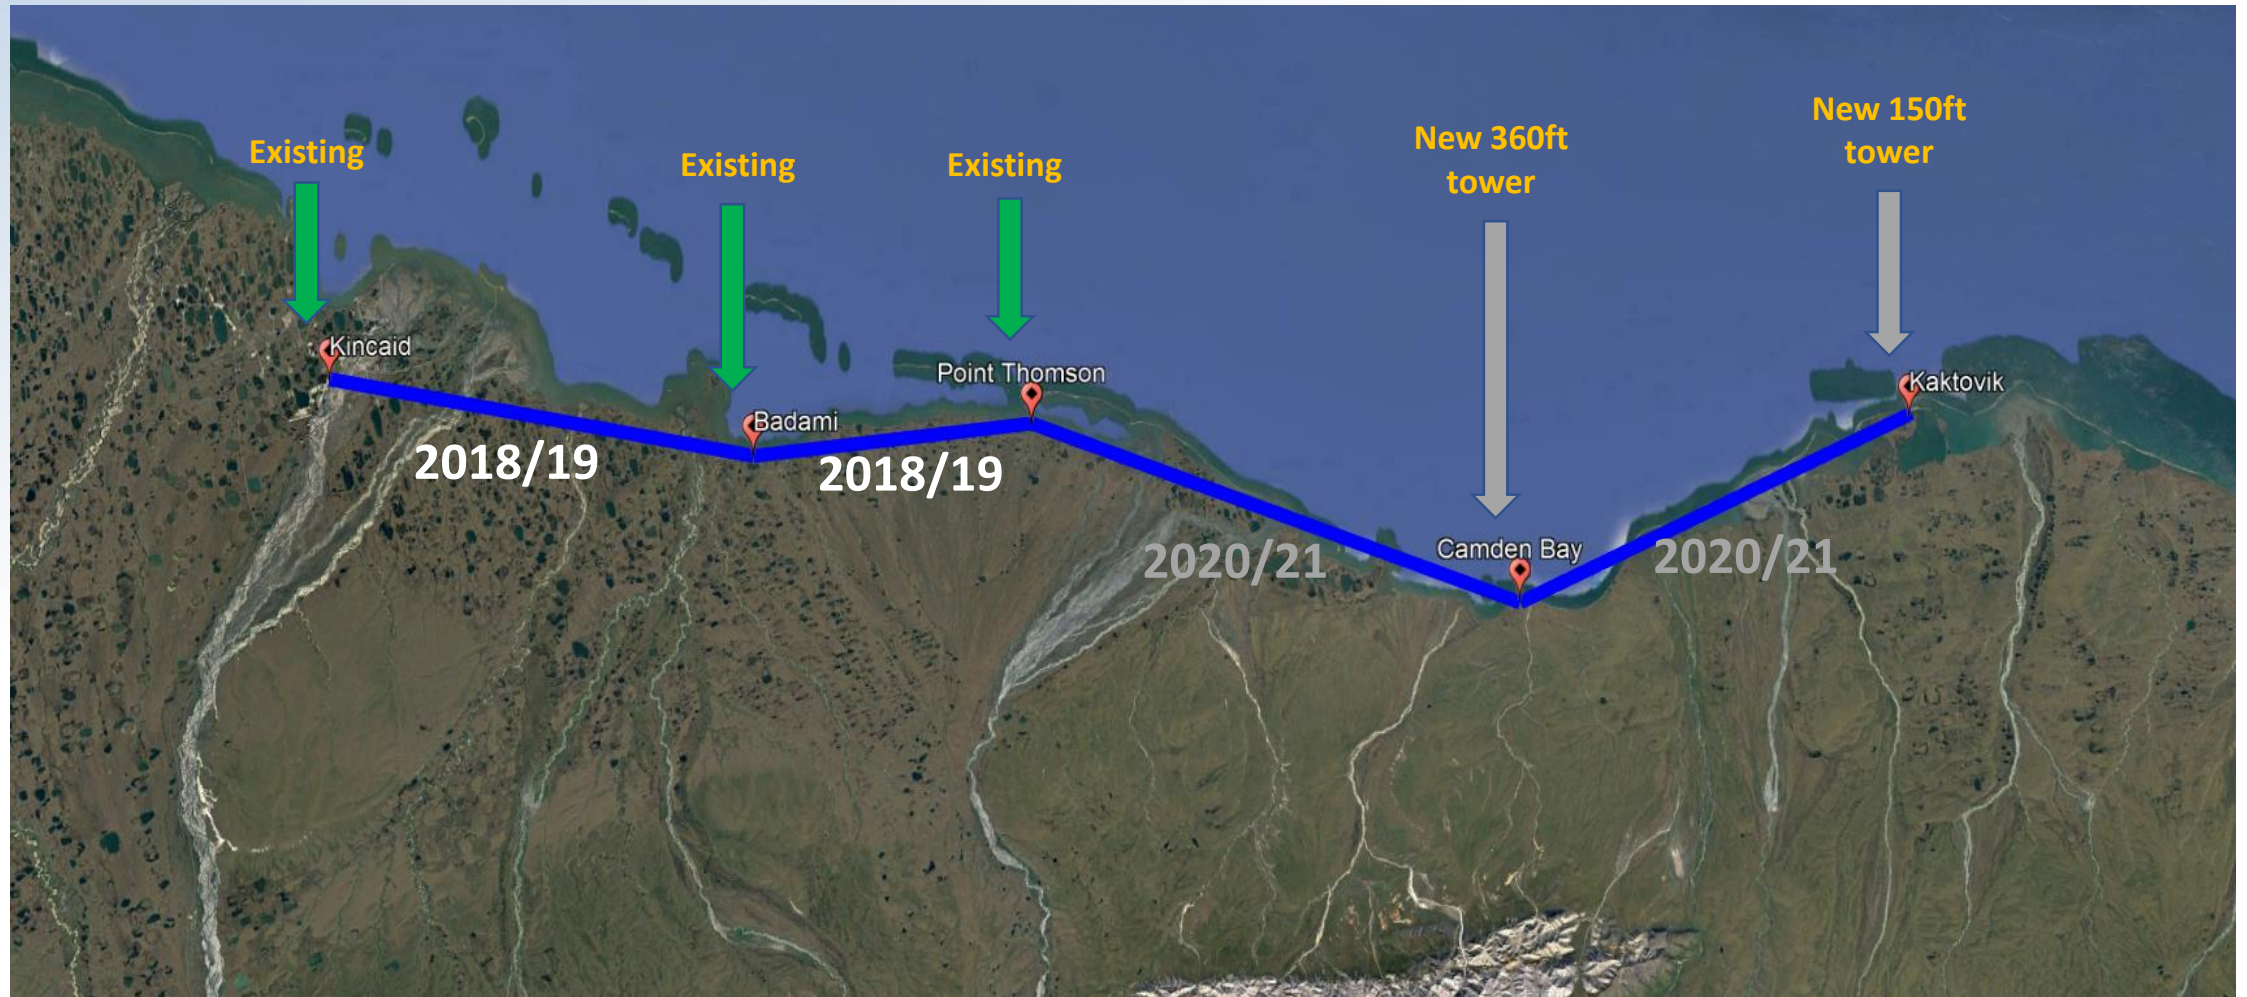 Existing
Existing
Existing
New 360ft
tower
New 150ft
tower
Kincaid
Badami
Point Thomson
Camden Bay
Kaktovik
2018/19
2018/19
2020/21
2020/21